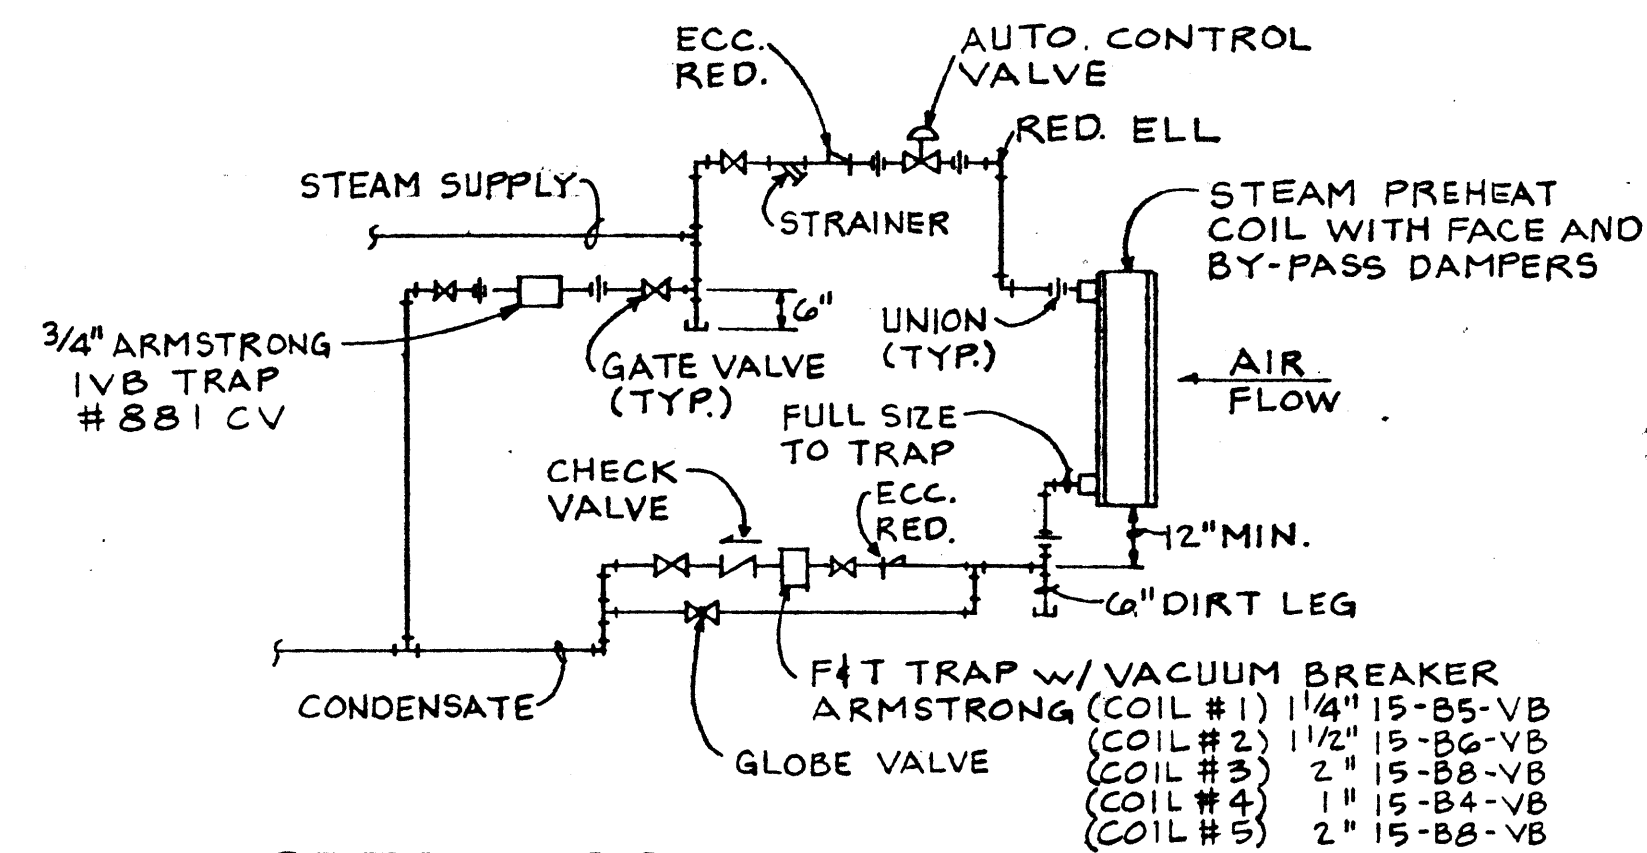 ECC.
RED.
AUTO. CONTROL
VALVE
RED. ELL
STEAM SUPPLY
STRAINER
STEAM PREHEAT
COIL WITH FACE AND
BY-PASS DAMPERS
6"
UNION
(TYP.)
3/4" ARMSTRONG
IVB TRAP
#881 CV
GATE VALVE
(TYP.)
AIR
FLOW
FULL SIZE
TO TRAP
CHECK
VALVE
ECC.
RED.
12" MIN.
6" DIRT LEG
CONDENSATE
F&T TRAP W/ VACUUM BREAKER
ARMSTRONG (COIL #1) 1 1/4" 15-B5-VB
(COIL #2) 1 1/2" 15-B6-VB
(COIL #3) 2" 15-B8-VB
(COIL #4) 1" 15-B4-VB
(COIL #5) 2" 15-B8-VB
GLOBE VALVE